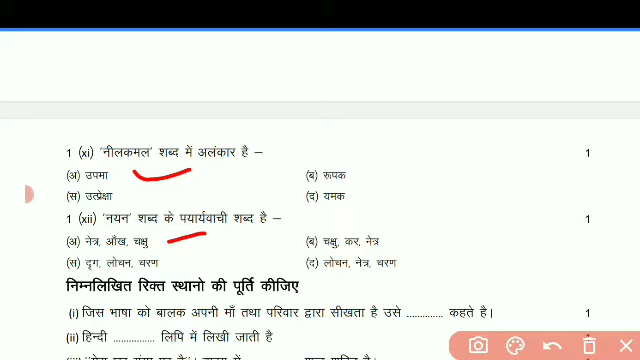 1 (xi) 'नीलकमल' शब्द में अलंकार है – 1
(अ) उपमा (ब) रूपक
(स) उत्प्रेक्षा (द) यमक
1 (xii) 'नयन' शब्द के पयार्यवाची शब्द है – 1
(अ) नेत्र, आँख, चक्षु (ब) चक्षु, कर, नेत्र
(स) दृग, लोचन, चरण (द) लोचन, नेत्र, चरण
निम्नलिखित रिक्त स्थानो की पूर्ति कीजिए
(i) जिस भाषा को बालक अपनी माँ तथा परिवार द्वारा सीखता है उसे .............. कहते है। 1
(ii) हिन्दी ................ लिपि में लिखी जाती है